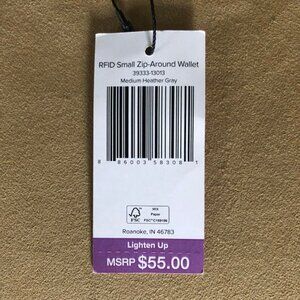 RFID Small Zip-Around Wallet
39333-13013
Medium Heather Gray
8 86003 58308 1
FSC
MIX
Paper
Roanoke, IN 46783
Lighten Up
MSRP $55.00